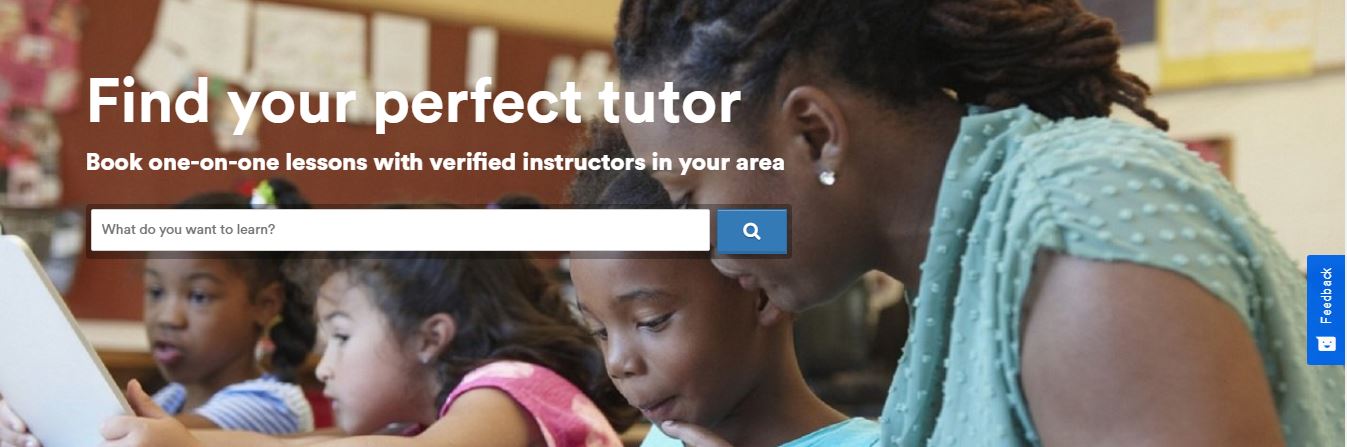 Find your perfect tutor
Book one-on-one lessons with verified instructors in your area
What do you want to learn?
Feedback